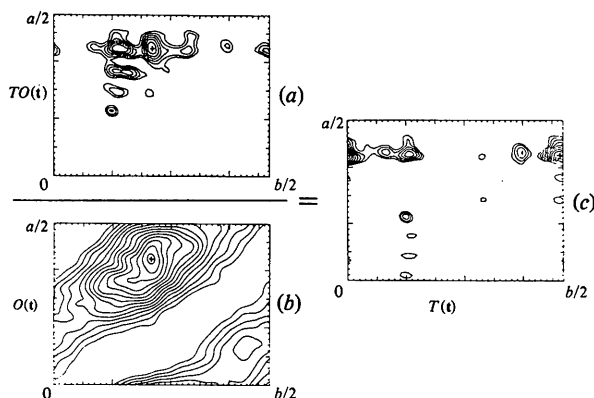 a/2
TO(t)
(a)
0
b/2
=
a/2
O(t)
(b)
0
b/2
a/2
(c)
0
b/2
T(t)